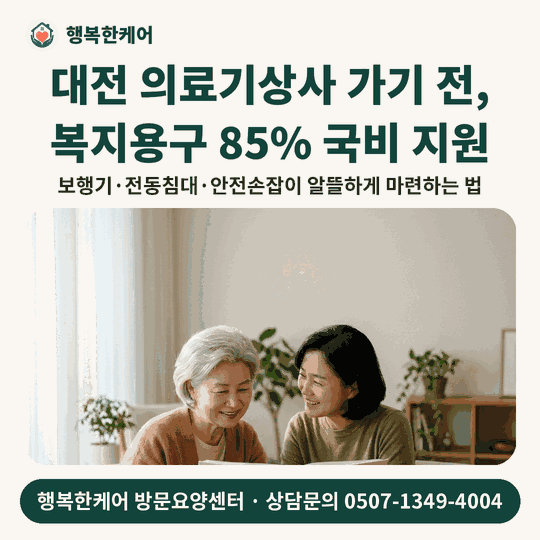 행복한케어
대전 의료기상사 가기 전,
복지용구 85% 국비 지원
보행기·전동침대·안전손잡이 알뜰하게 마련하는 법
행복한케어 방문요양센터 · 상담문의 0507-1349-4004